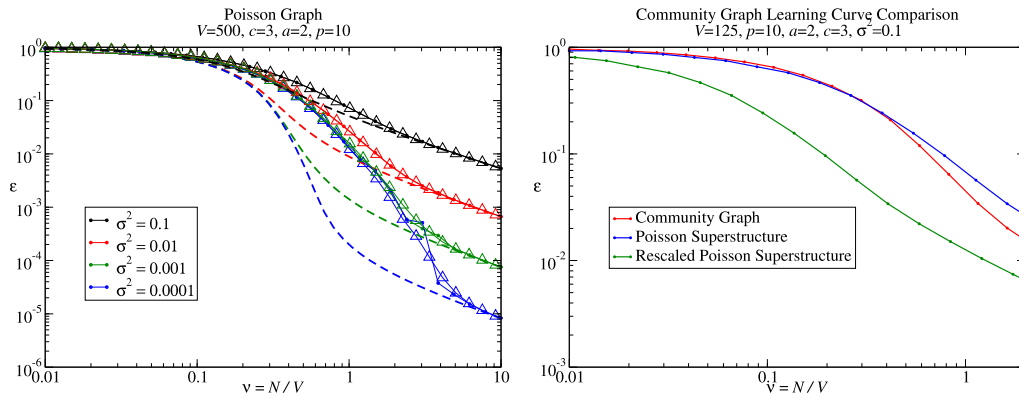 Poisson Graph
V=500, c=3, a=2, p=10
10^0
10^-1
10^-2
10^-3
10^-4
10^-5
10^-6
ε
σ^2 = 0.1
σ^2 = 0.01
σ^2 = 0.001
σ^2 = 0.0001
0.01
0.1
1
10
ν = N / V
Community Graph Learning Curve Comparison
V=125, p=10, a=2, c=3, σ^2=0.1
10^0
10^-1
10^-2
10^-3
ε
Community Graph
Poisson Superstructure
Rescaled Poisson Superstructure
0.01
0.1
1
ν = N / V